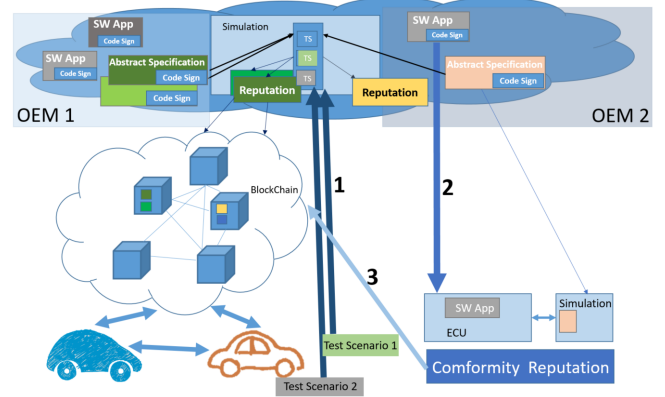 SW App
Code Sign
SW App
Code Sign
Abstract Specification
Code Sign
Code Sign
OEM 1
Simulation
TS
TS
TS
Reputation
Reputation
SW App
Code Sign
Abstract Specification
Code Sign
OEM 2
BlockChain
1
2
3
SW App
ECU
Simulation
Test Scenario 1
Test Scenario 2
Comformity Reputation